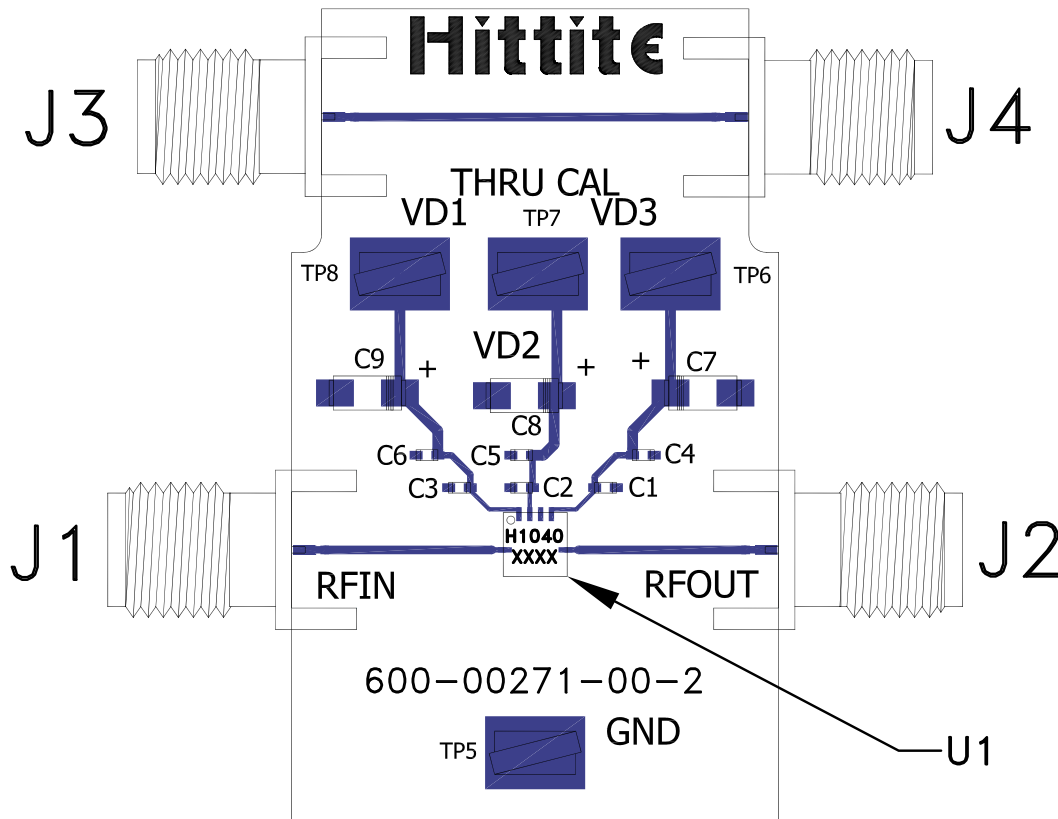 Hittite
J3
J4
THRU CAL
VD1
TP7
VD3
TP8
TP6
VD2
C9
+
+
+
C7
C8
C6
C5
C4
C3
C2
C1
H1040
XXXX
J1
J2
RFIN
RFOUT
600-00271-00-2
GND
TP5
U1